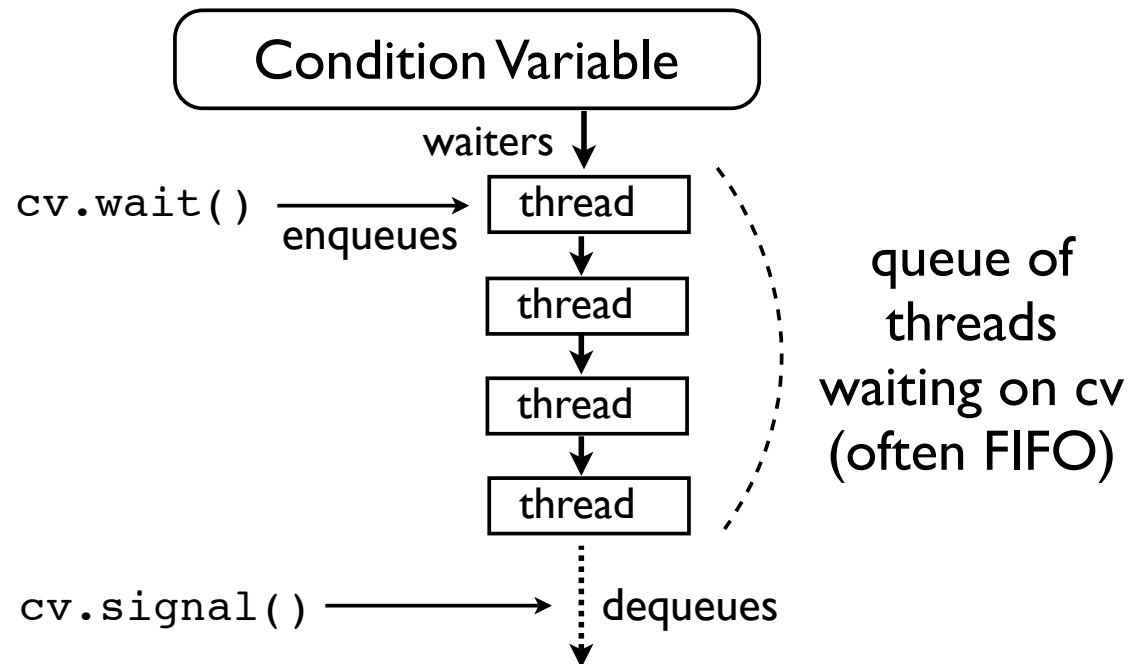 Condition Variable
waiters
cv.wait()
enqueues
thread
thread
thread
thread
queue of
threads
waiting on cv
(often FIFO)
cv.signal()
dequeues